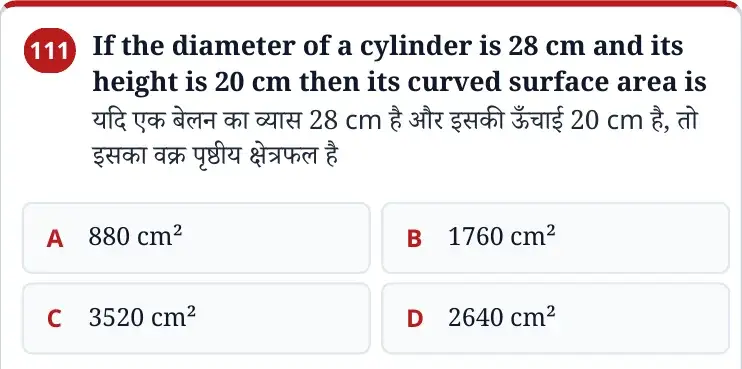 111 If the diameter of a cylinder is 28 cm and its
height is 20 cm then its curved surface area is
यदि एक बेलन का व्यास 28 cm है और इसकी ऊँचाई 20 cm है, तो
इसका वक्र पृष्ठीय क्षेत्रफल है
A 880 cm²
B 1760 cm²
C 3520 cm²
D 2640 cm²